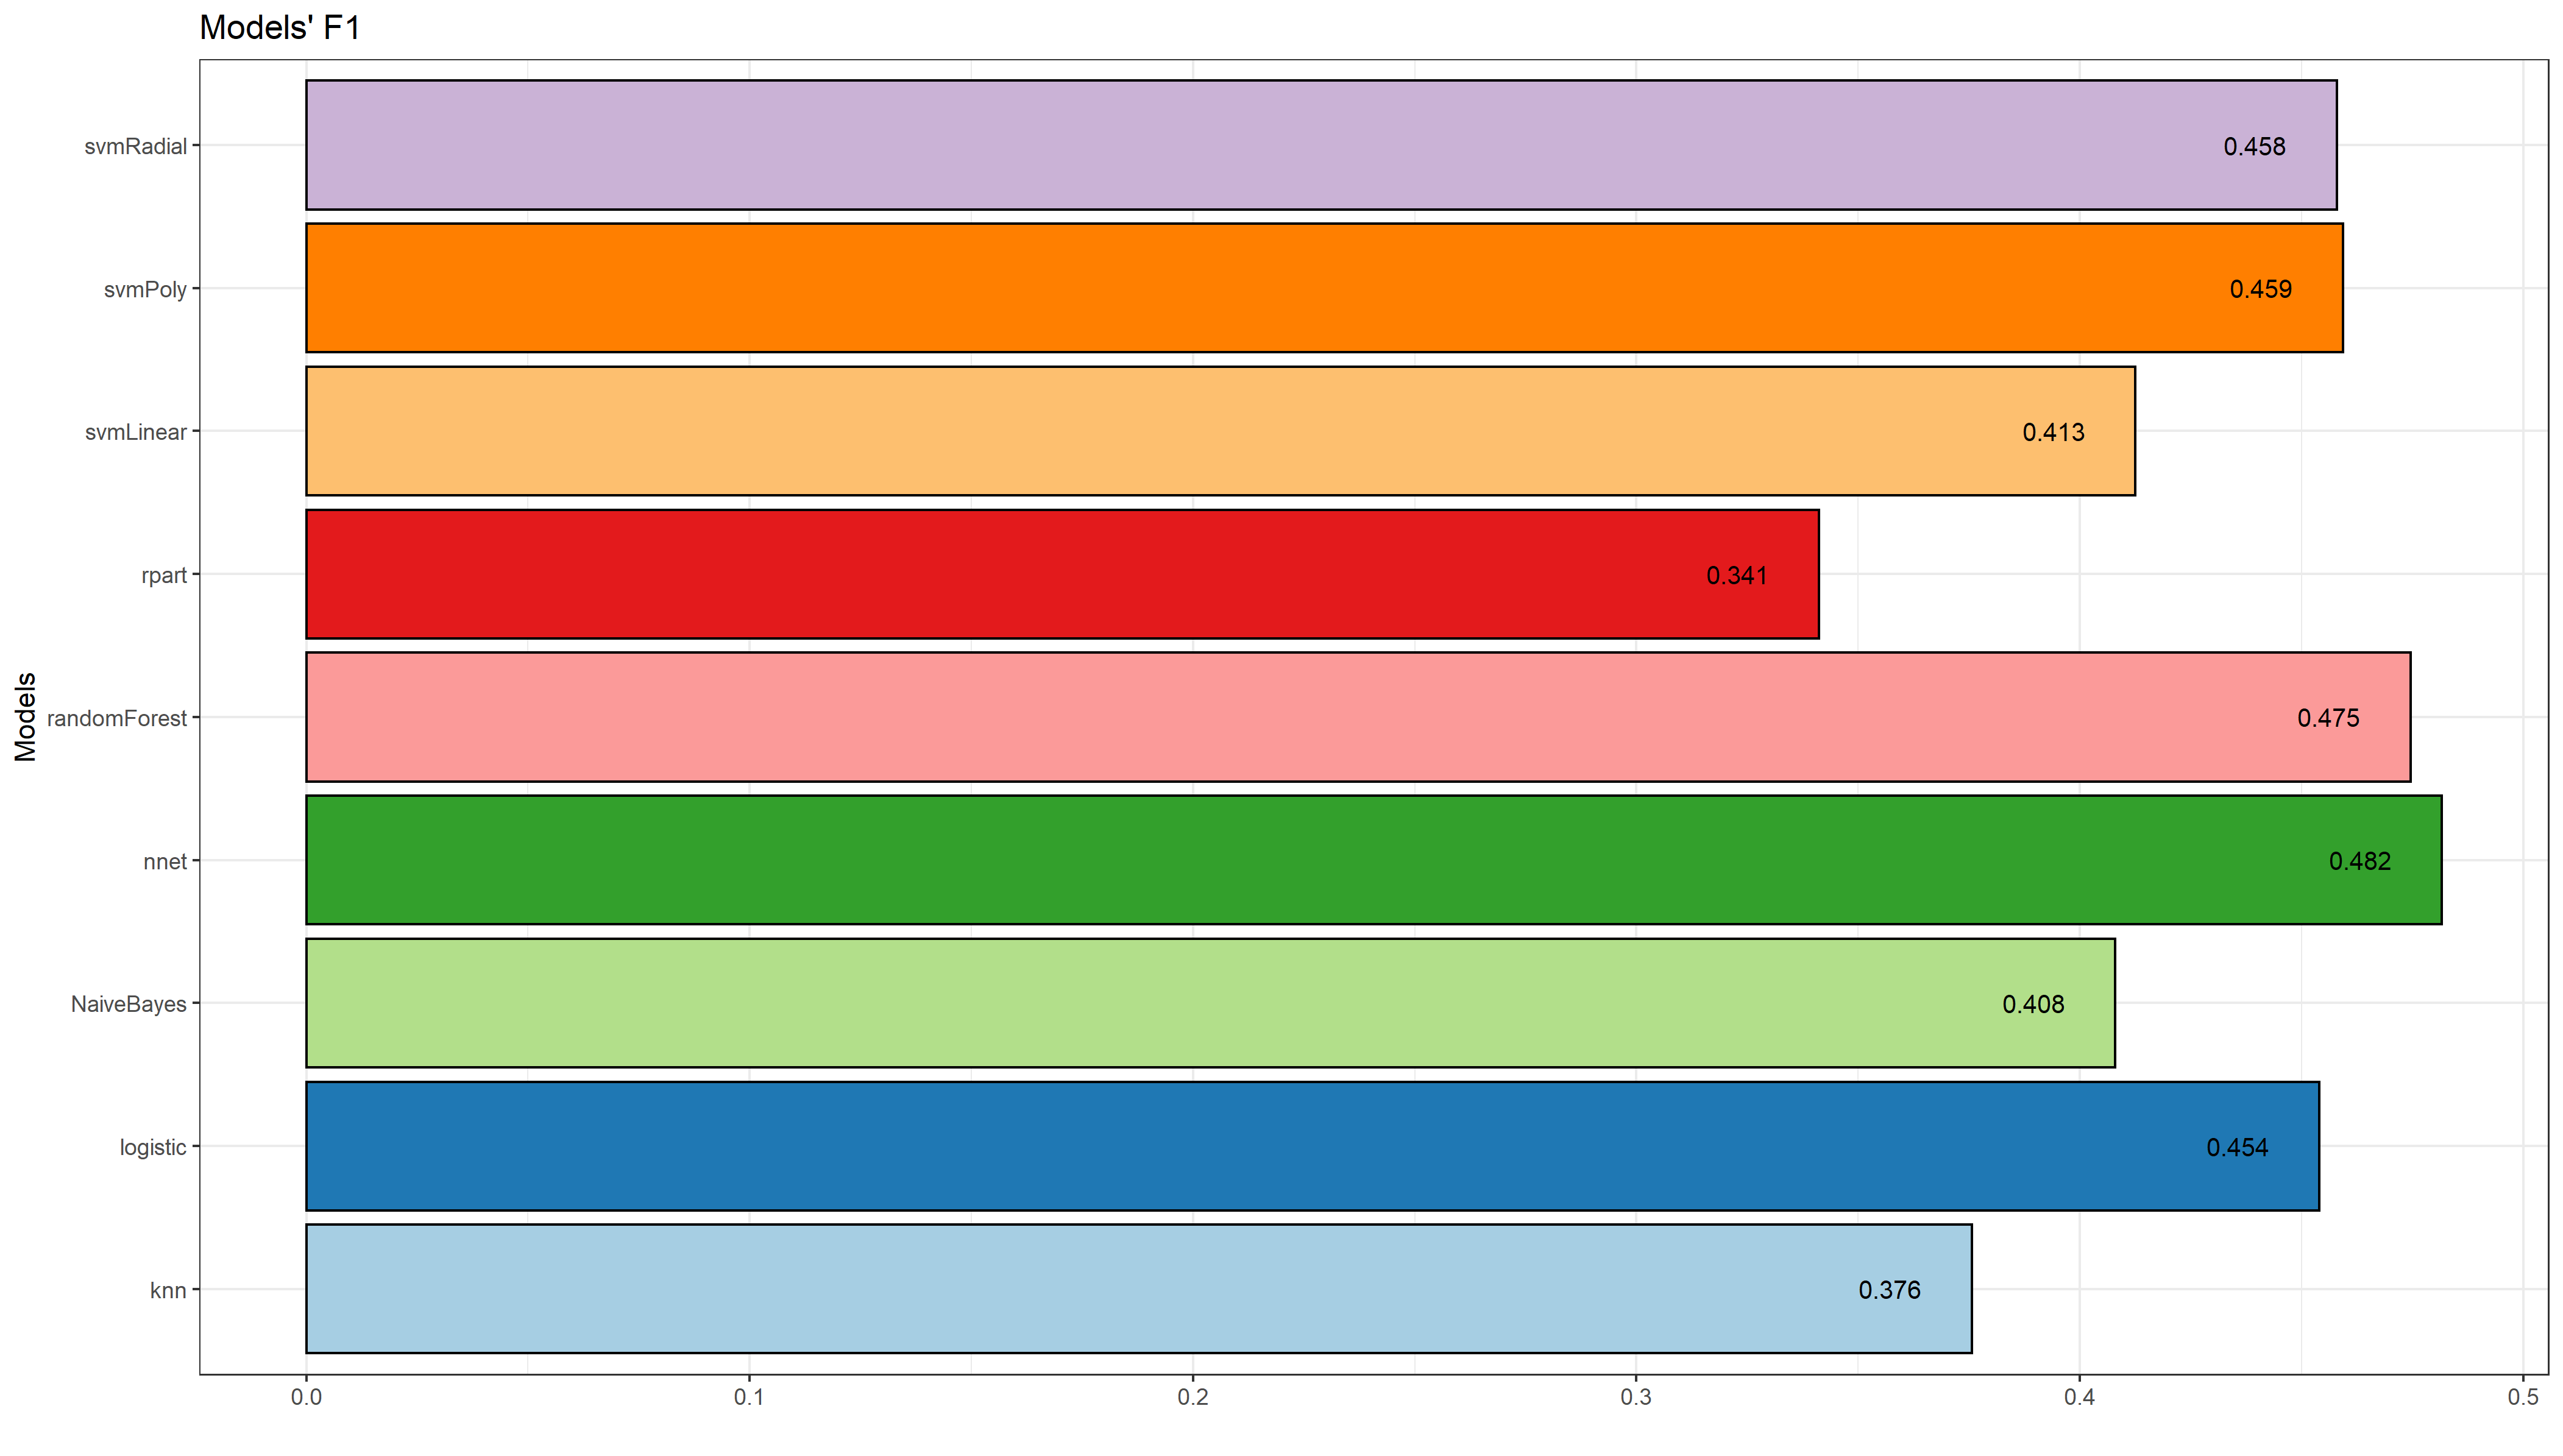 Models' F1
Models
svmRadial
0.458
svmPoly
0.459
svmLinear
0.413
rpart
0.341
randomForest
0.475
nnet
0.482
NaiveBayes
0.408
logistic
0.454
knn
0.376
0.0 0.1 0.2 0.3 0.4 0.5